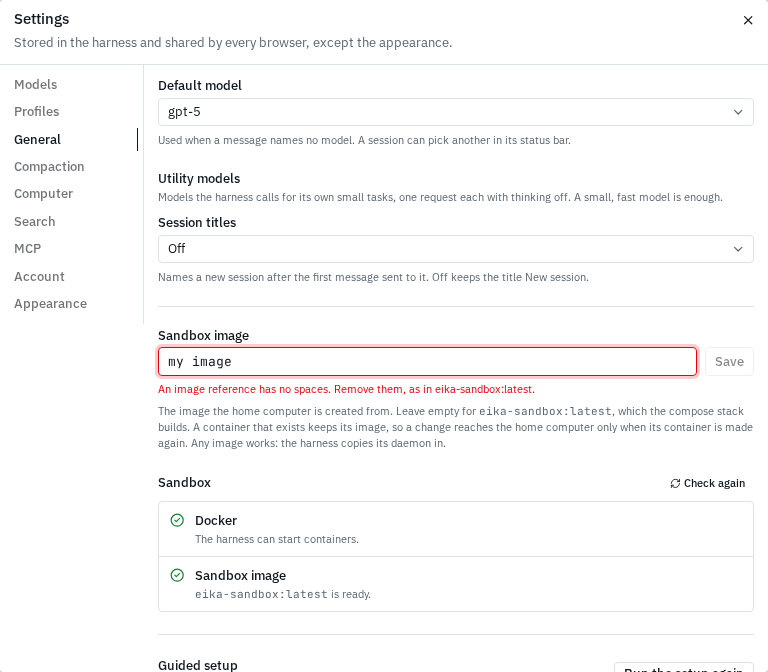 Settings
Stored in the harness and shared by every browser, except the appearance.
Models
Profiles
General
Compaction
Computer
Search
MCP
Account
Appearance
Default model
gpt-5
Used when a message names no model. A session can pick another in its status bar.
Utility models
Models the harness calls for its own small tasks, one request each with thinking off. A small, fast model is enough.
Session titles
Off
Names a new session after the first message sent to it. Off keeps the title New session.
Sandbox image
my image
Save
An image reference has no spaces. Remove them, as in eika-sandbox:latest.
The image the home computer is created from. Leave empty for eika-sandbox:latest, which the compose stack
builds. A container that exists keeps its image, so a change reaches the home computer only when its container is made
again. Any image works: the harness copies its daemon in.
Sandbox
Check again
Docker
The harness can start containers.
Sandbox image
eika-sandbox:latest is ready.
Guided setup
Run the setup again